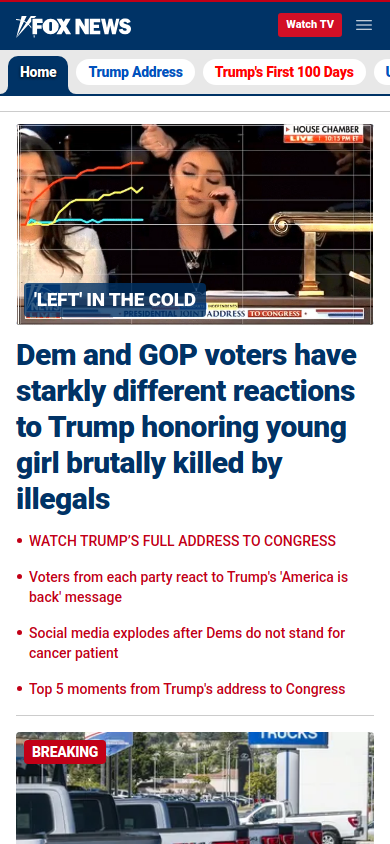 FOX NEWS
Watch TV
Home
Trump Address
Trump's First 100 Days
HOUSE CHAMBER
LIVE 10:15 PM ET
'LEFT' IN THE COLD
INDEPENDENTS
PRESIDENTIAL JOINT ADDRESS TO CONGRESS
Dem and GOP voters have
starkly different reactions
to Trump honoring young
girl brutally killed by
illegals
• WATCH TRUMP'S FULL ADDRESS TO CONGRESS
• Voters from each party react to Trump's 'America is
back' message
• Social media explodes after Dems do not stand for
cancer patient
• Top 5 moments from Trump's address to Congress
BREAKING
TRUCKS